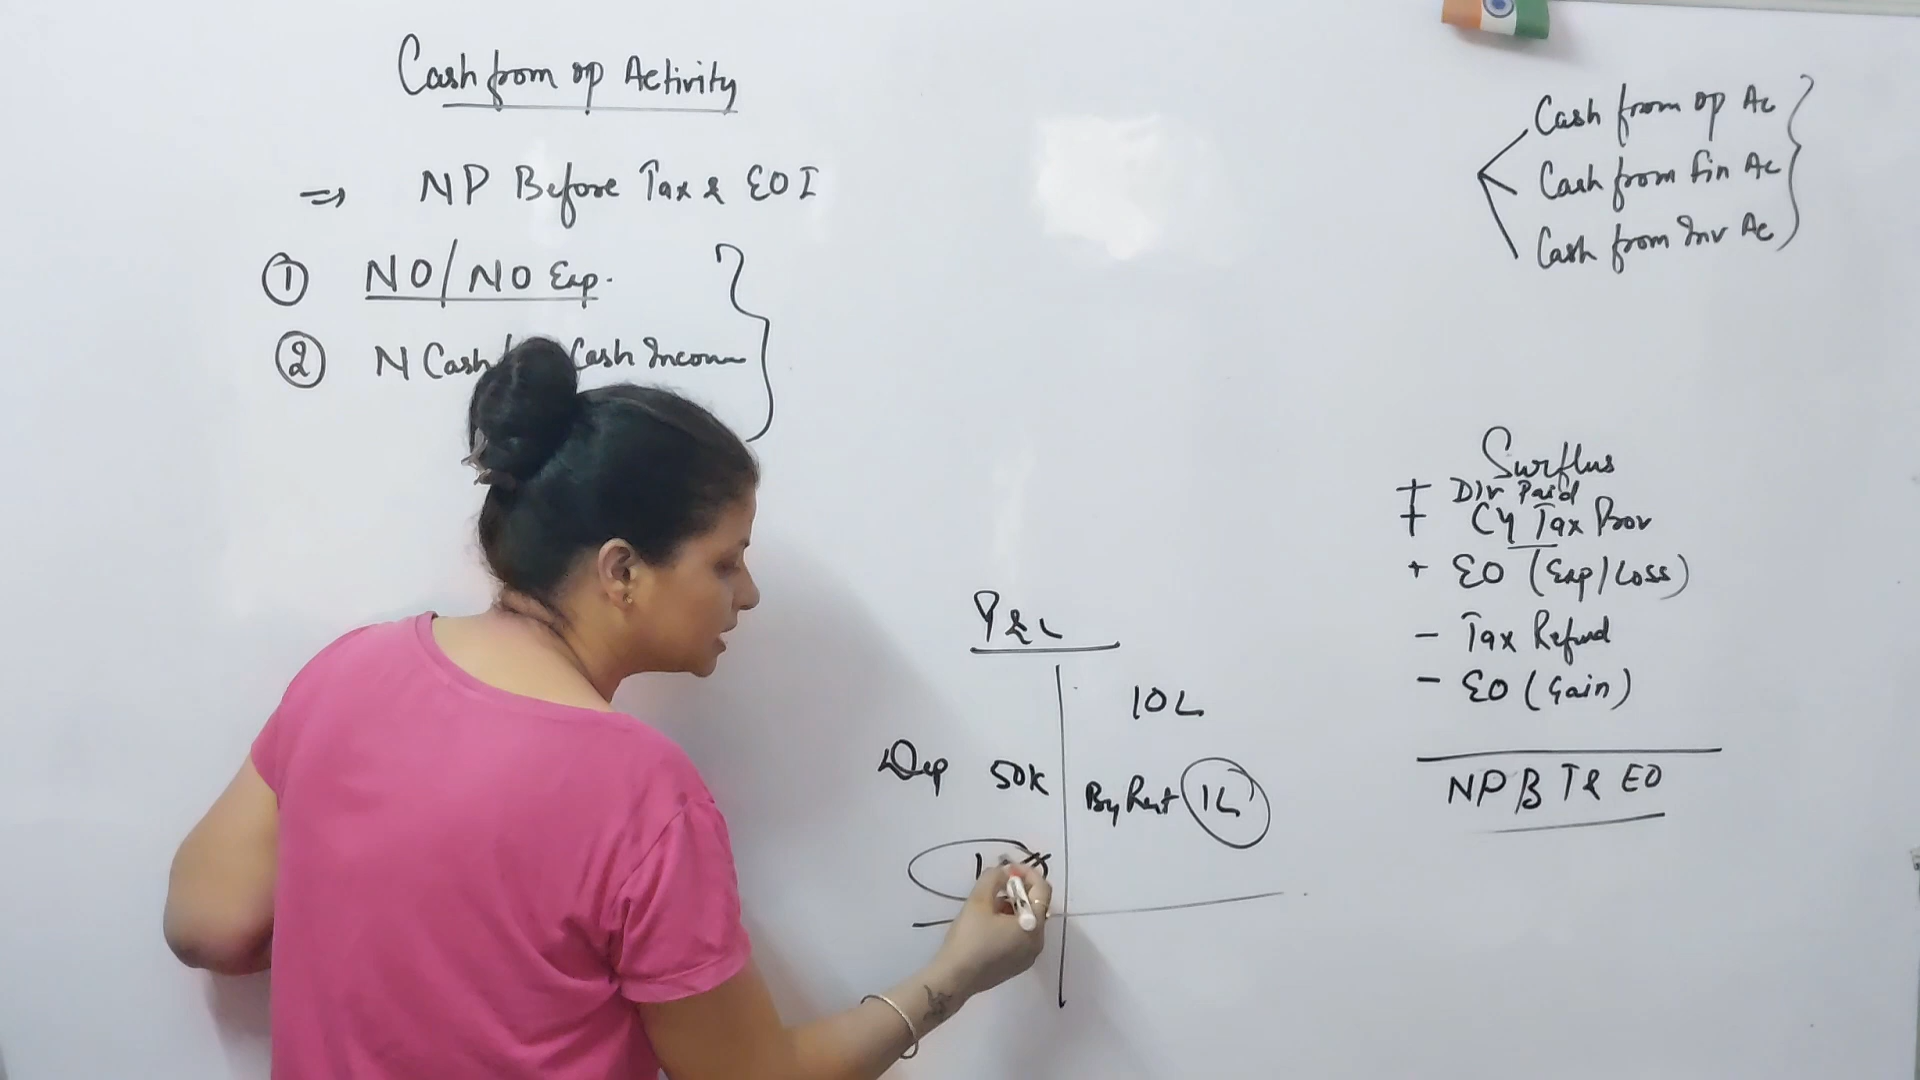 Cash from op Activity
⇒ NP Before Tax & EOI
① NO/NO Exp.
② N Cash Cash Income
Cash from op Ac
Cash from fin Ac
Cash from Inv Ac
Surplus
+ Div Paid
+ CY Tax Prov
+ EO (Exp/Loss)
- Tax Refund
- EO (Gain)
NPBT & EO
P&L
10L
Dep 50K
By Rent 1L